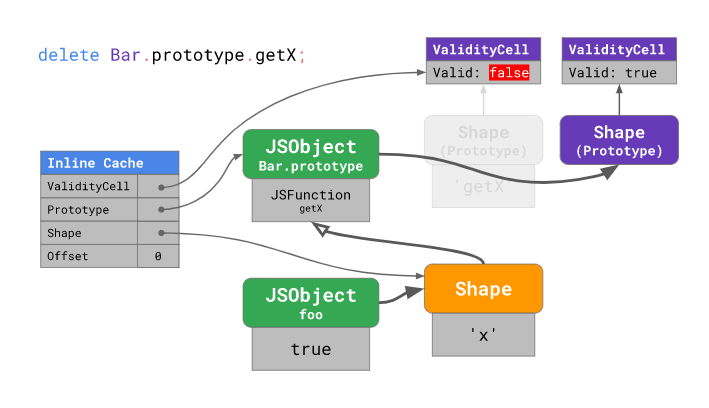 delete Bar.prototype.getX;
ValidityCell
Valid: false
ValidityCell
Valid: true
Shape
(Prototype)
'getX
Shape
(Prototype)
JSObject
Bar.prototype
JSFunction
getX
Inline Cache
ValidityCell
Prototype
Shape
Offset 0
JSObject
foo
true
Shape
'x'